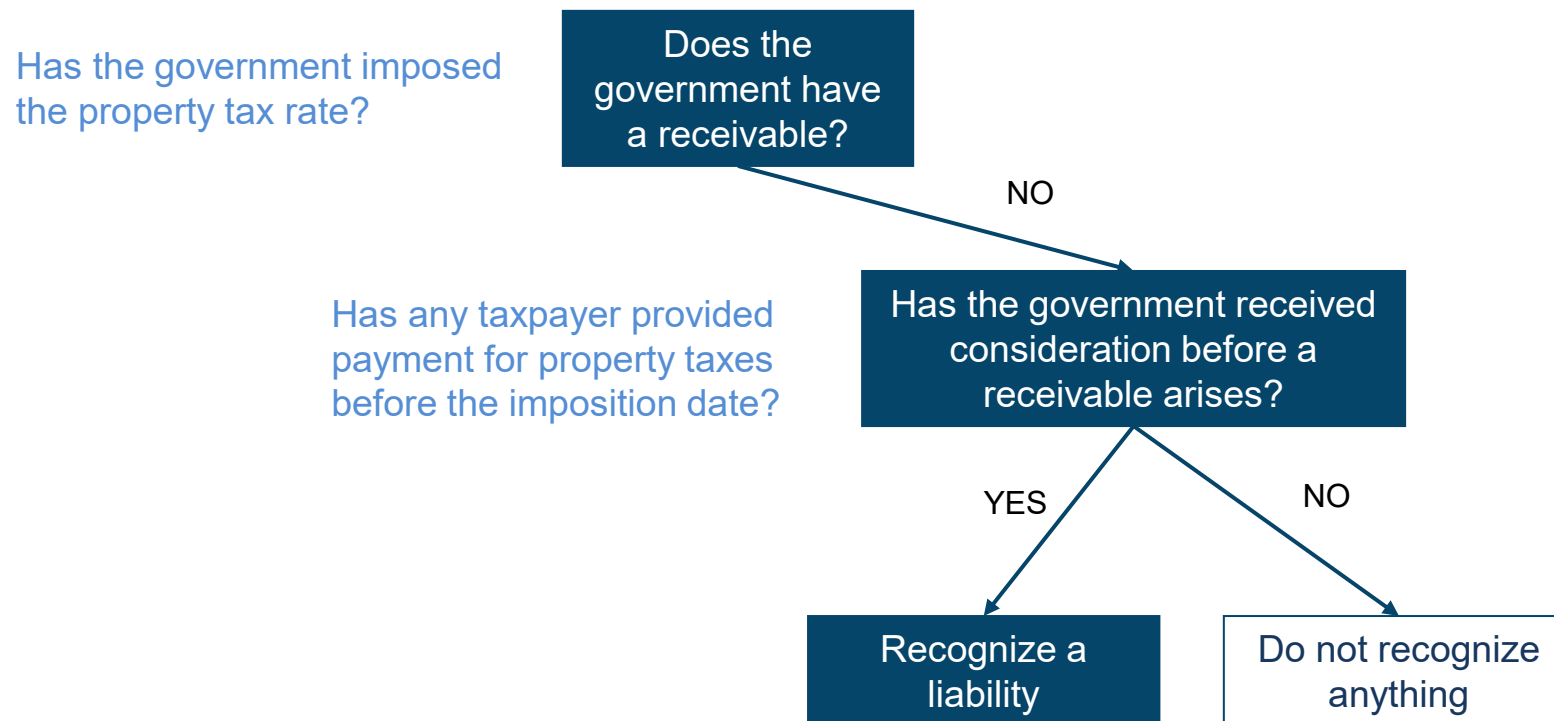 Has the government imposed
the property tax rate?
Does the
government have
a receivable?
NO
Has any taxpayer provided
payment for property taxes
before the imposition date?
Has the government received
consideration before a
receivable arises?
YES
NO
Recognize a
liability
Do not recognize
anything